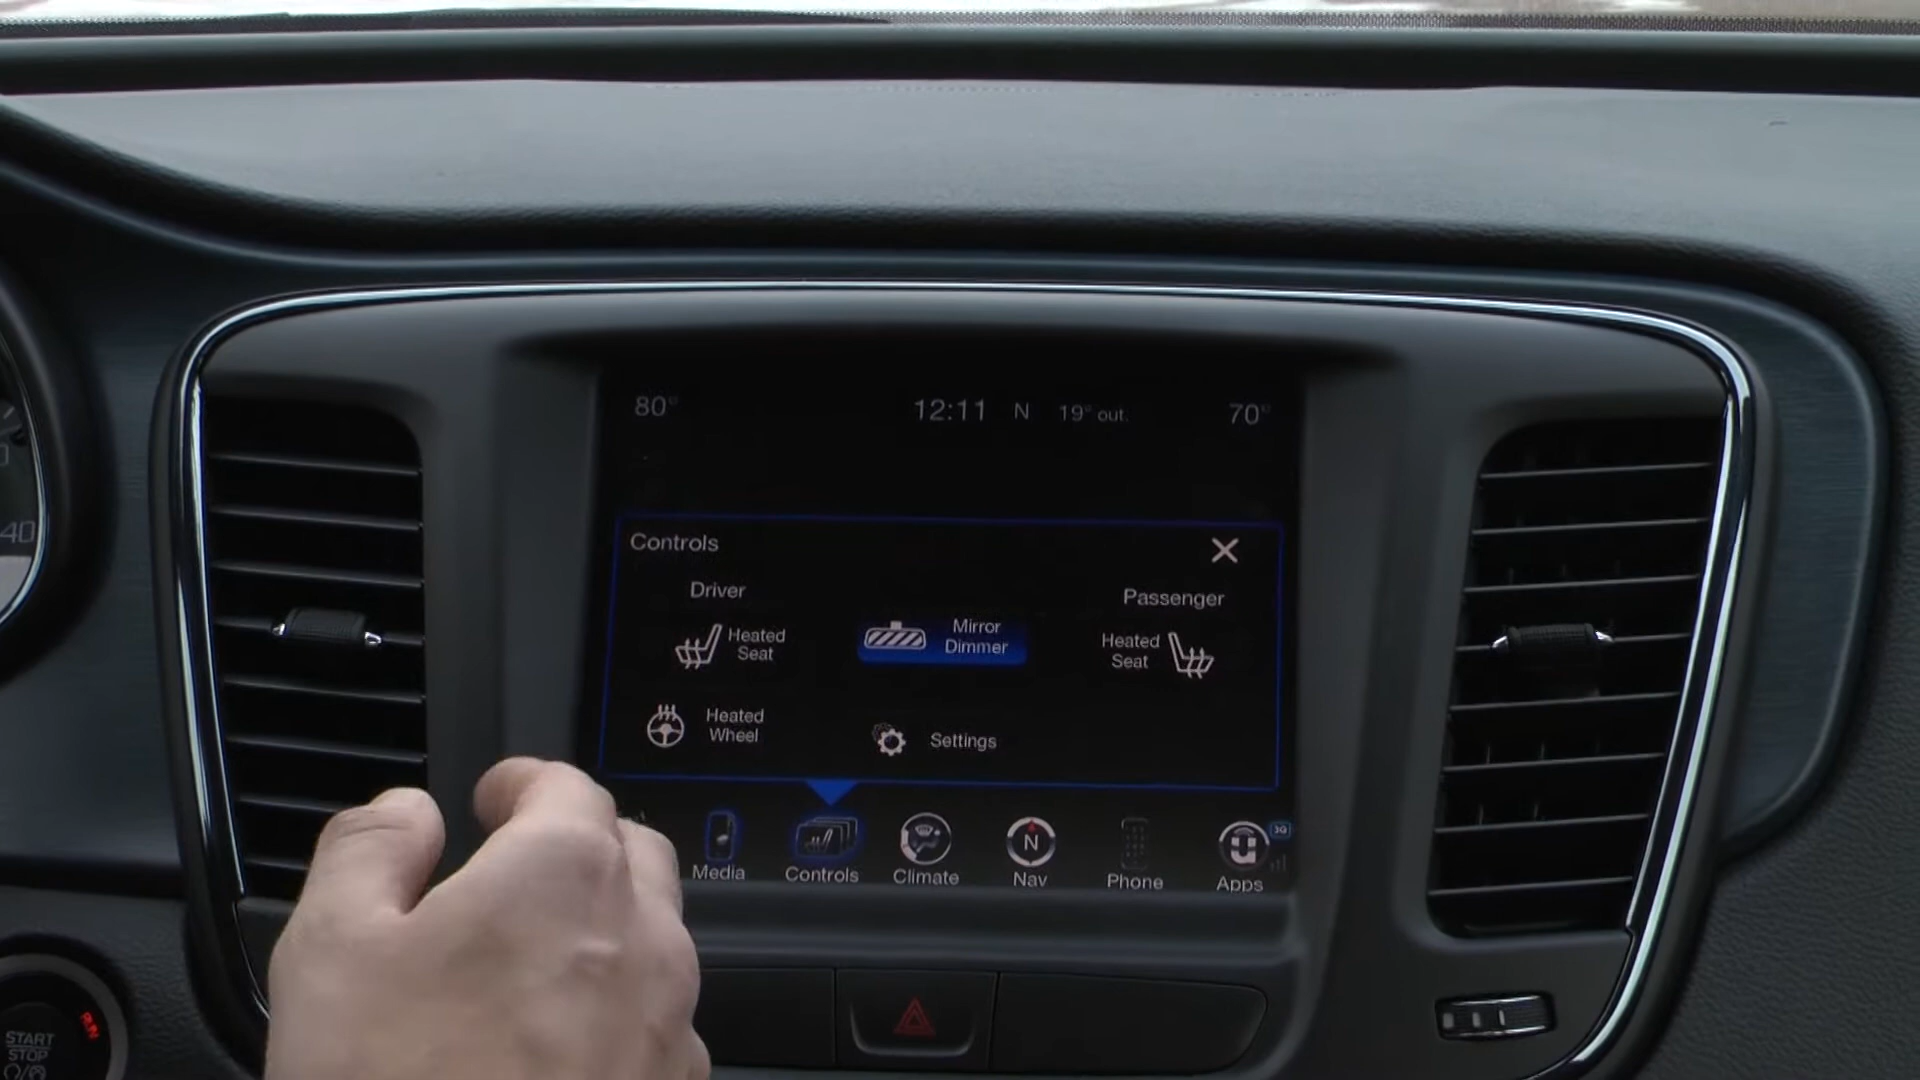 80°
12:11 N 19° out.
70°
Controls
Driver
Passenger
Heated
Seat
Mirror
Dimmer
Heated
Seat
Heated
Wheel
Settings
Media
Controls
Climate
N
Nav
Phone
3G
Apps
40
START
STOP
RUN